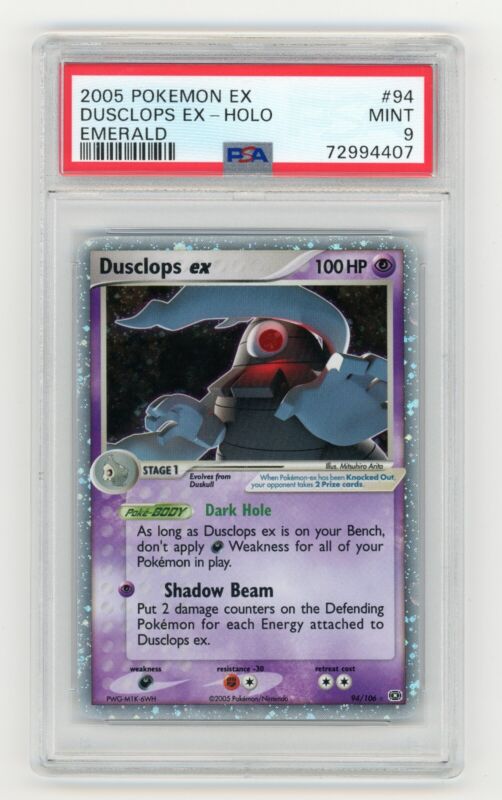 2005 POKEMON EX #94
DUSCLOPS EX - HOLO MINT
EMERALD 9
PSA 72994407
Dusclops ex 100 HP
Illus. Mitsuhiro Arita
STAGE 1
Evolves from
Duskull
When Pokémon-ex has been Knocked Out,
your opponent takes 2 Prize cards.
Poké-BODY Dark Hole
As long as Dusclops ex is on your Bench,
don't apply Weakness for all of your
Pokémon in play.
Shadow Beam
Put 2 damage counters on the Defending
Pokémon for each Energy attached to
Dusclops ex.
weakness resistance -30 retreat cost
PWG-M1K-6WH ©2005 Pokémon/Nintendo 94/106